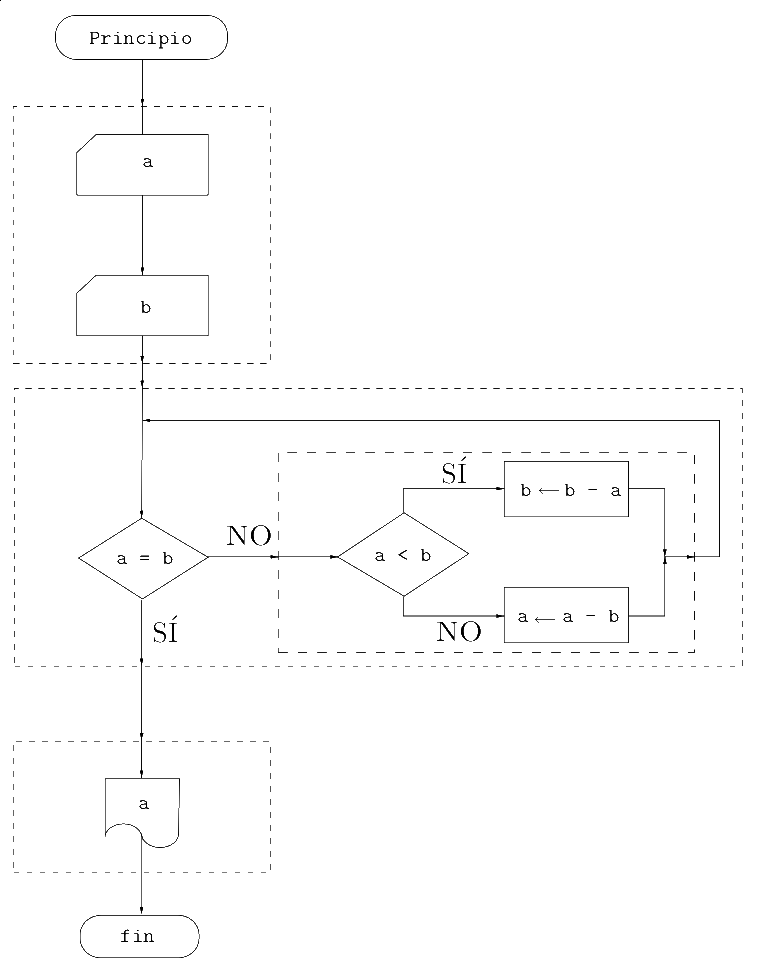 Principio
a
b
a = b
NO
SÍ
a < b
SÍ
b ← b - a
NO
a ← a - b
a
fin